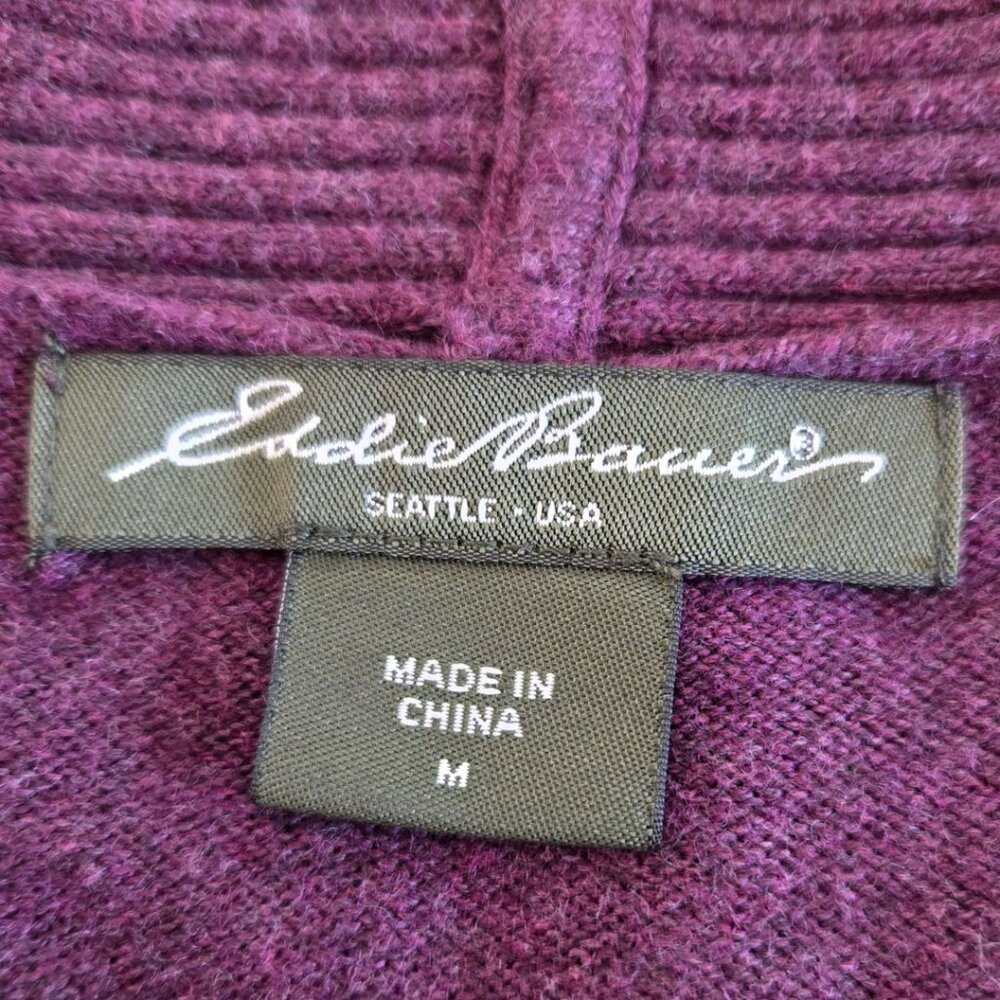 Eddie Bauer®
SEATTLE • USA
MADE IN
CHINA
M